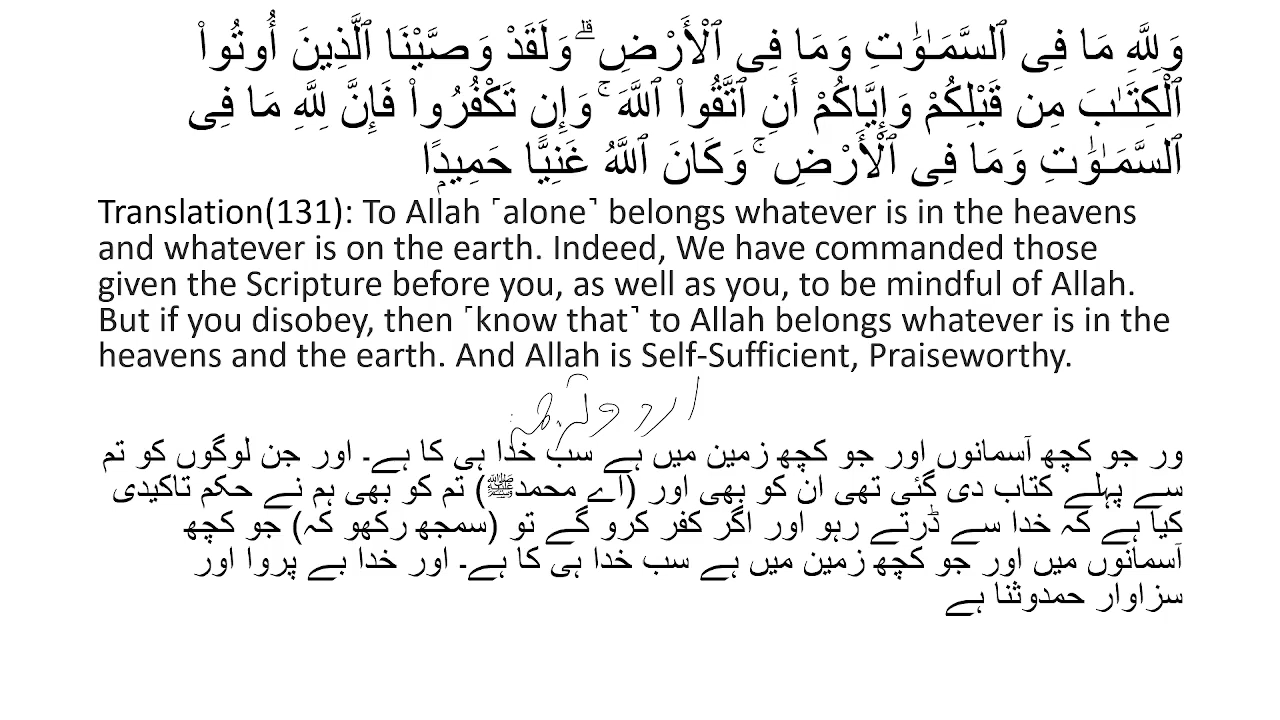 وَلِلَّهِ مَا فِى ٱلسَّمَـٰوَٰتِ وَمَا فِى ٱلْأَرْضِ ۗ وَلَقَدْ وَصَّيْنَا ٱلَّذِينَ أُوتُوا۟
ٱلْكِتَـٰبَ مِن قَبْلِكُمْ وَإِيَّاكُمْ أَنِ ٱتَّقُوا۟ ٱللَّهَ ۚ وَإِن تَكْفُرُوا۟ فَإِنَّ لِلَّهِ مَا فِى
ٱلسَّمَـٰوَٰتِ وَمَا فِى ٱلْأَرْضِ ۚ وَكَانَ ٱللَّهُ غَنِيًّا حَمِيدًۭا
Translation(131): To Allah ˹alone˺ belongs whatever is in the heavens
and whatever is on the earth. Indeed, We have commanded those
given the Scripture before you, as well as you, to be mindful of Allah.
But if you disobey, then ˹know that˺ to Allah belongs whatever is in the
heavens and the earth. And Allah is Self-Sufficient, Praiseworthy.
اردو ترجمہ
ور جو کچھ آسمانوں اور جو کچھ زمین میں ہے سب خدا ہی کا ہے۔ اور جن لوگوں کو تم
سے پہلے کتاب دی گئی تھی ان کو بھی اور (اے محمدﷺ) تم کو بھی ہم نے حکم تاکیدی
کیا ہے کہ خدا سے ڈرتے رہو اور اگر کفر کرو گے تو (سمجھ رکھو کہ) جو کچھ
آسمانوں میں اور جو کچھ زمین میں ہے سب خدا ہی کا ہے۔ اور خدا بے پروا اور
سزاوار حمدوثنا ہے